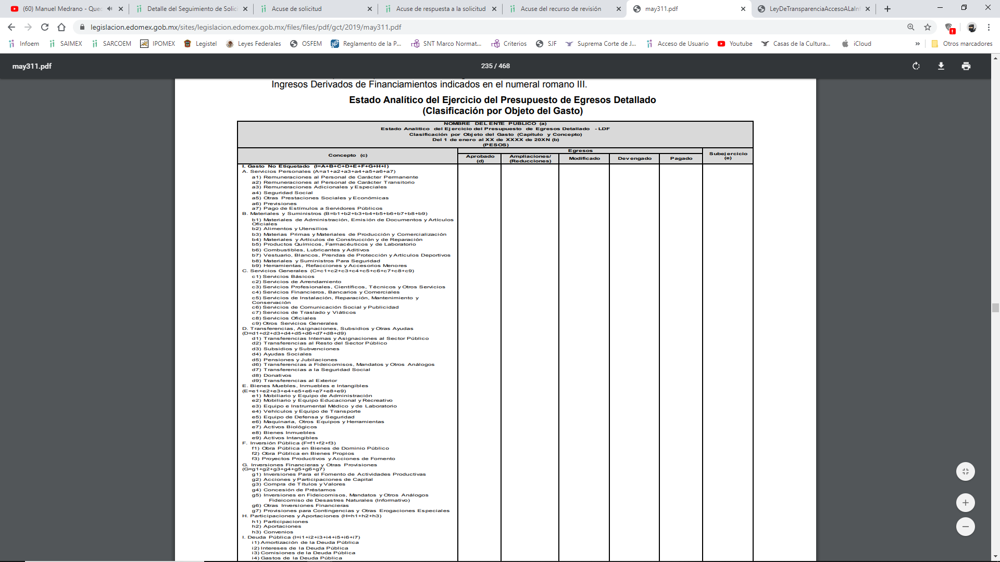 (60) Manuel Medrano - Que
Detalle del Seguimiento de Solici
Acuse de solicitud
Acuse de respuesta a la solicitud
Acuse del recurso de revisión
may311.pdf
LeyDeTransparenciaAccesoALaInf
legislacion.edomex.gob.mx/sites/legislacion.edomex.gob.mx/files/files/pdf/gct/2019/may311.pdf
Infoem SAIMEX SARCOEM IPOMEX Legistel Leyes Federales OSFEM Reglamento de la P... SNT Marco Normat... Criterios SJF Suprema Corte de J... Acceso de Usuario Youtube Casas de la Cultura... iCloud » Otros marcadores
may311.pdf 235 / 468
Ingresos Derivados de Financiamientos indicados en el numeral romano III.
Estado Analítico del Ejercicio del Presupuesto de Egresos Detallado
(Clasificación por Objeto del Gasto)
NOMBRE DEL ENTE PÚBLICO (a)
Estado Analítico del Ejercicio del Presupuesto de Egresos Detallado - LDF
Clasificación por Objeto del Gasto (Capítulo y Concepto)
Del 1 de enero al XX de XXXX de 20XN (b)
(PESOS)
Concepto (c)
Egresos
Subejercicio (e)
Aprobado (d)
Ampliaciones/ (Reducciones)
Modificado
Devengado
Pagado
I. Gasto No Etiquetado (I=A+B+C+D+E+F+G+H+I)
A. Servicios Personales (A=a1+a2+a3+a4+a5+a6+a7)
a1) Remuneraciones al Personal de Carácter Permanente
a2) Remuneraciones al Personal de Carácter Transitorio
a3) Remuneraciones Adicionales y Especiales
a4) Seguridad Social
a5) Otras Prestaciones Sociales y Económicas
a6) Previsiones
a7) Pago de Estímulos a Servidores Públicos
B. Materiales y Suministros (B=b1+b2+b3+b4+b5+b6+b7+b8+b9)
b1) Materiales de Administración, Emisión de Documentos y Artículos
Oficiales
b2) Alimentos y Utensilios
b3) Materias Primas y Materiales de Producción y Comercialización
b4) Materiales y Artículos de Construcción y de Reparación
b5) Productos Químicos, Farmacéuticos y de Laboratorio
b6) Combustibles, Lubricantes y Aditivos
b7) Vestuario, Blancos, Prendas de Protección y Artículos Deportivos
b8) Materiales y Suministros Para Seguridad
b9) Herramientas, Refacciones y Accesorios Menores
C. Servicios Generales (C=c1+c2+c3+c4+c5+c6+c7+c8+c9)
c1) Servicios Básicos
c2) Servicios de Arrendamiento
c3) Servicios Profesionales, Científicos, Técnicos y Otros Servicios
c4) Servicios Financieros, Bancarios y Comerciales
c5) Servicios de Instalación, Reparación, Mantenimiento y
Conservación
c6) Servicios de Comunicación Social y Publicidad
c7) Servicios de Traslado y Viáticos
c8) Servicios Oficiales
c9) Otros Servicios Generales
D. Transferencias, Asignaciones, Subsidios y Otras Ayudas
(D=d1+d2+d3+d4+d5+d6+d7+d8+d9)
d1) Transferencias Internas y Asignaciones al Sector Público
d2) Transferencias al Resto del Sector Público
d3) Subsidios y Subvenciones
d4) Ayudas Sociales
d5) Pensiones y Jubilaciones
d6) Transferencias a Fideicomisos, Mandatos y Otros Análogos
d7) Transferencias a la Seguridad Social
d8) Donativos
d9) Transferencias al Exterior
E. Bienes Muebles, Inmuebles e Intangibles
(E=e1+e2+e3+e4+e5+e6+e7+e8+e9)
e1) Mobiliario y Equipo de Administración
e2) Mobiliario y Equipo Educacional y Recreativo
e3) Equipo e Instrumental Médico y de Laboratorio
e4) Vehículos y Equipo de Transporte
e5) Equipo de Defensa y Seguridad
e6) Maquinaria, Otros Equipos y Herramientas
e7) Activos Biológicos
e8) Bienes Inmuebles
e9) Activos Intangibles
F. Inversión Pública (F=f1+f2+f3)
f1) Obra Pública en Bienes de Dominio Público
f2) Obra Pública en Bienes Propios
f3) Proyectos Productivos y Acciones de Fomento
G. Inversiones Financieras y Otras Provisiones
(G=g1+g2+g3+g4+g5+g6+g7)
g1) Inversiones Para el Fomento de Actividades Productivas
g2) Acciones y Participaciones de Capital
g3) Compra de Títulos y Valores
g4) Concesión de Préstamos
g5) Inversiones en Fideicomisos, Mandatos y Otros Análogos
Fideicomiso de Desastres Naturales (Informativo)
g6) Otras Inversiones Financieras
g7) Provisiones para Contingencias y Otras Erogaciones Especiales
H. Participaciones y Aportaciones (H=h1+h2+h3)
h1) Participaciones
h2) Aportaciones
h3) Convenios
I. Deuda Pública (I=i1+i2+i3+i4+i5+i6+i7)
i1) Amortización de la Deuda Pública
i2) Intereses de la Deuda Pública
i3) Comisiones de la Deuda Pública
i4) Gastos de la Deuda Pública